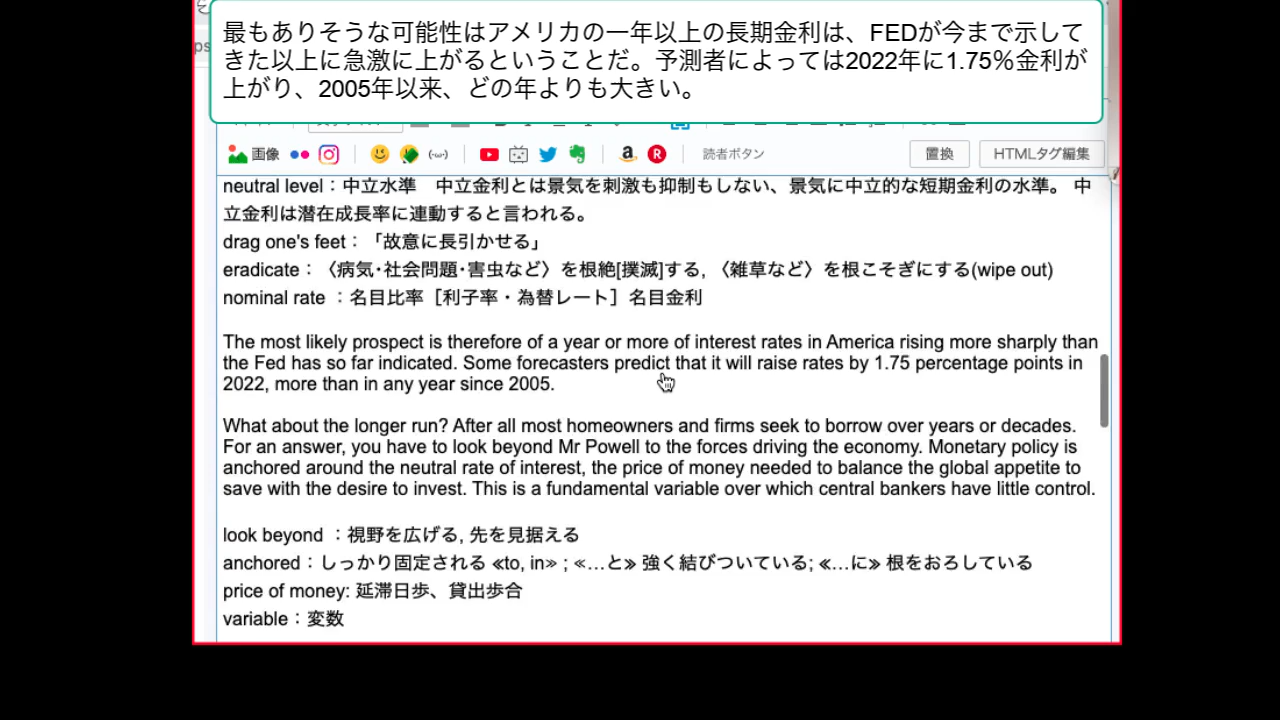 最もありそうな可能性はアメリカの一年以上の長期金利は、FEDが今まで示して
きた以上に急激に上がるということだ。予測者によっては2022年に1.75％金利が
上がり、2005年以来、どの年よりも大きい。
画像
読者ボタン
置換
HTMLタグ編集
neutral level：中立水準　中立金利とは景気を刺激も抑制もしない、景気に中立的な短期金利の水準。 中
立金利は潜在成長率に連動すると言われる。
drag one's feet：「故意に長引かせる」
eradicate：〈病気･社会問題･害虫など〉を根絶[撲滅]する, 〈雑草など〉を根こそぎにする(wipe out)
nominal rate ：名目比率［利子率・為替レート］名目金利
The most likely prospect is therefore of a year or more of interest rates in America rising more sharply than
the Fed has so far indicated. Some forecasters predict that it will raise rates by 1.75 percentage points in
2022, more than in any year since 2005.
What about the longer run? After all most homeowners and firms seek to borrow over years or decades.
For an answer, you have to look beyond Mr Powell to the forces driving the economy. Monetary policy is
anchored around the neutral rate of interest, the price of money needed to balance the global appetite to
save with the desire to invest. This is a fundamental variable over which central bankers have little control.
look beyond ：視野を広げる, 先を見据える
anchored：しっかり固定される ≪to, in≫ ; ≪…と≫ 強く結びついている; ≪…に≫ 根をおろしている
price of money: 延滞日歩、貸出歩合
variable：変数